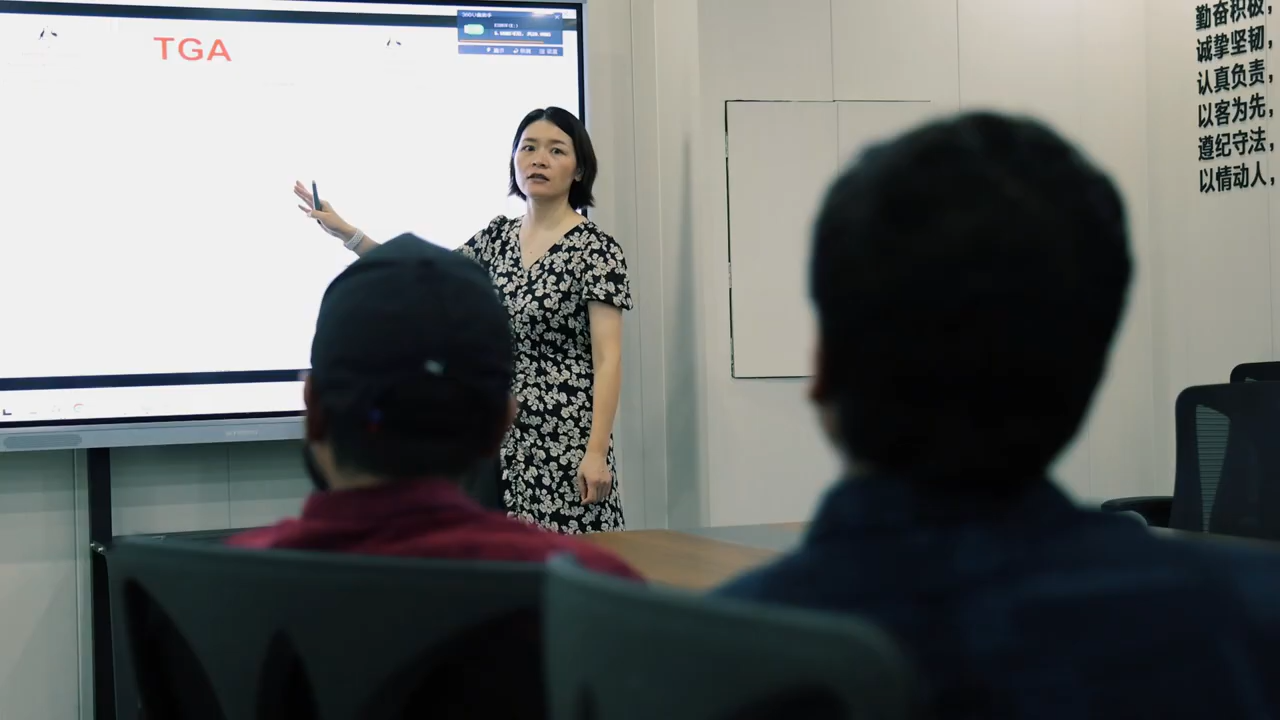 TGA
勤奋积极，
诚挚坚韧，
认真负责，
以客为先，
遵纪守法，
以情动人，